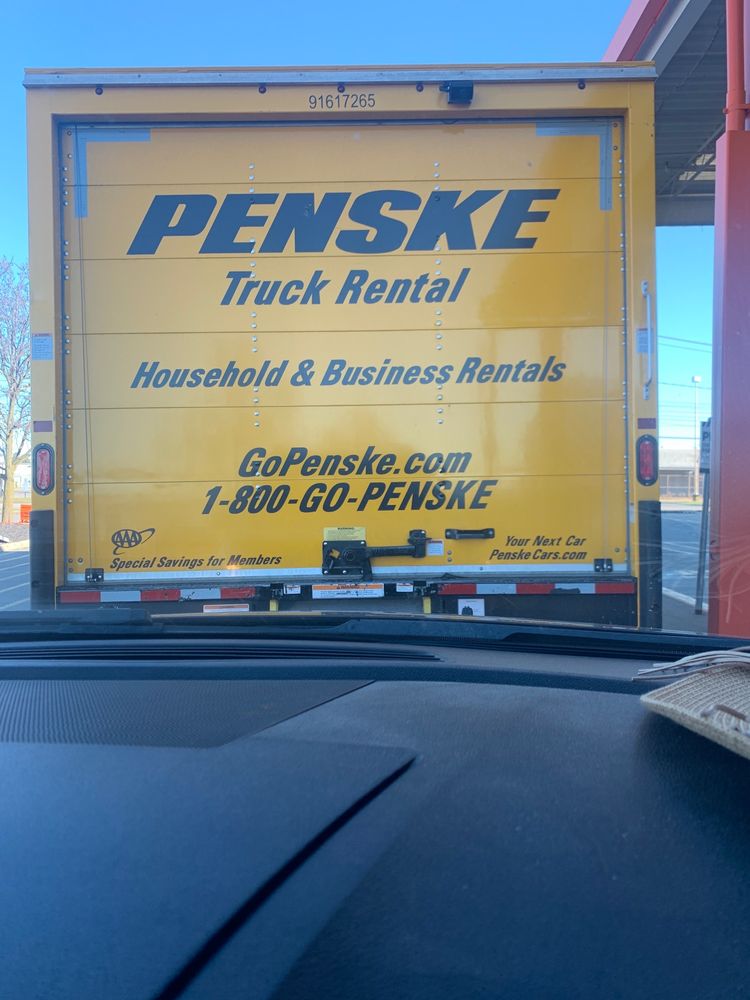 91617265
PENSKE
Truck Rental
Household & Business Rentals
GoPenske.com
1-800-GO-PENSKE
AAA
Special Savings for Members
Your Next Car
PenskeCars.com